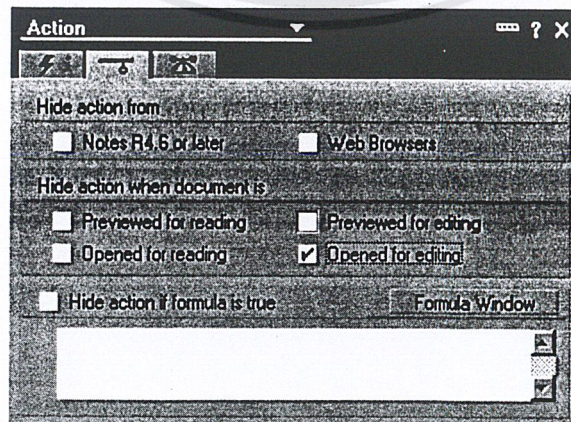 Action ? X
Hide action from
Notes R4.6 or later Web Browsers
Hide action when document is
Previewed for reading Previewed for editing
Opened for reading Opened for editing
Hide action if formula is true Formula Window